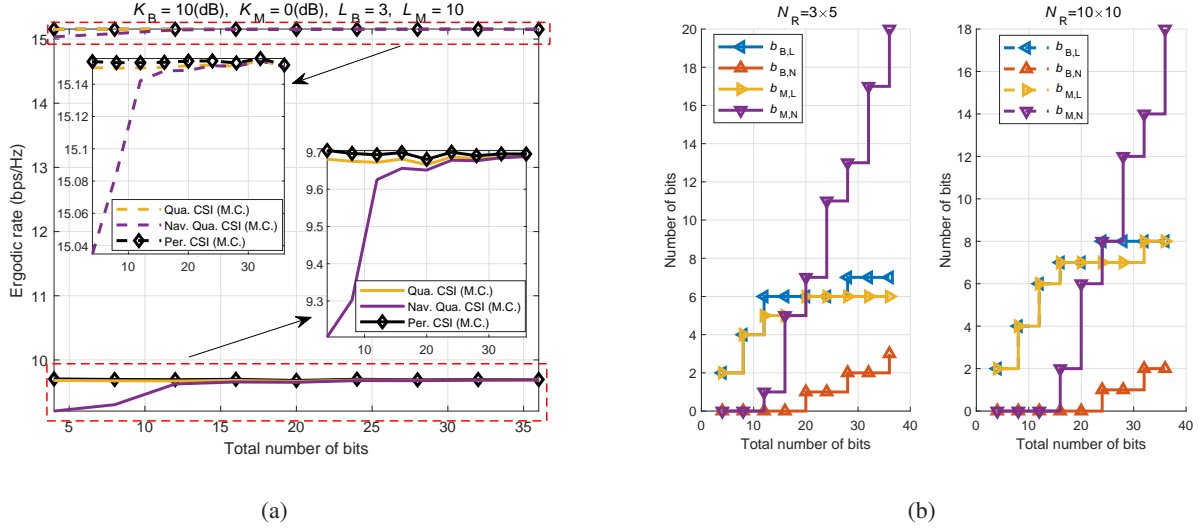 K_B = 10(dB), K_M = 0(dB), L_B = 3, L_M = 10
Ergodic rate (bps/Hz)
15
14
13
12
11
10
5 10 15 20 25 30 35
Total number of bits
15.14
15.12
15.1
15.08
15.06
15.04
10 20 30
Qua. CSI (M.C.)
Nav. Qua. CSI (M.C.)
Per. CSI (M.C.)
9.7
9.6
9.5
9.4
9.3
10 20 30
Qua. CSI (M.C.)
Nav. Qua. CSI (M.C.)
Per. CSI (M.C.)
(a)
N_R=3×5
Number of bits
20
18
16
14
12
10
8
6
4
2
0
0 10 20 30 40
Total number of bits
b_B,L
b_B,N
b_M,L
b_M,N
N_R=10×10
Number of bits
18
16
14
12
10
8
6
4
2
0
0 10 20 30 40
Total number of bits
b_B,L
b_B,N
b_M,L
b_M,N
(b)